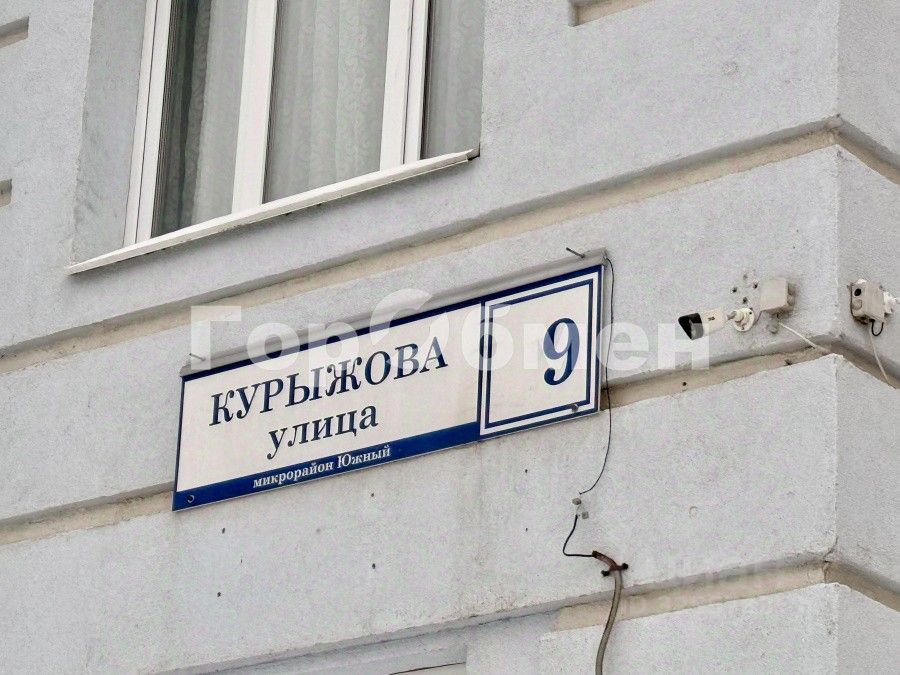 ГорОбмен
КУРЫЖОВА
улица
микрорайон Южный
9